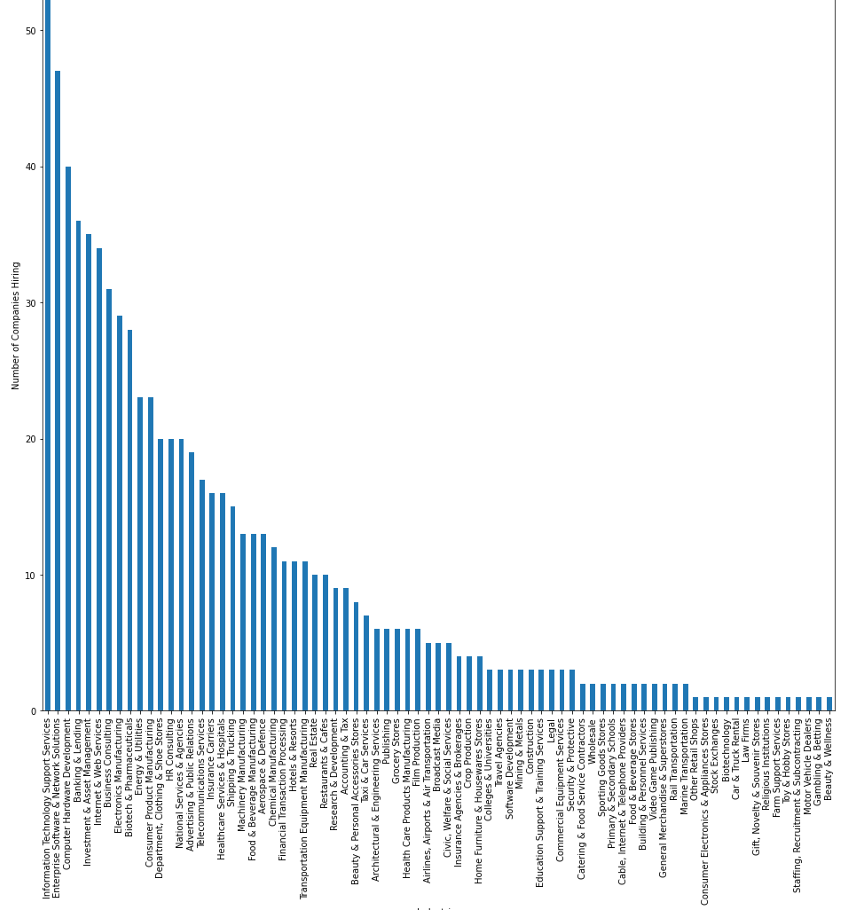 50
40
30
20
10
0
Number of Companies Hiring
Information Technology Support Services
Enterprise Software & Network Solutions
Computer Hardware Development
Banking & Lending
Investment & Asset Management
Internet & Web Services
Business Consulting
Electronics Manufacturing
Biotech & Pharmaceuticals
Energy & Utilities
Consumer Product Manufacturing
Department, Clothing & Shoe Stores
HR Consulting
National Services & Agencies
Advertising & Public Relations
Telecommunications Services
Insurance Carriers
Healthcare Services & Hospitals
Shipping & Trucking
Machinery Manufacturing
Food & Beverage Manufacturing
Aerospace & Defence
Chemical Manufacturing
Financial Transaction Processing
Hotels & Resorts
Transportation Equipment Manufacturing
Real Estate
Restaurants & Cafes
Research & Development
Accounting & Tax
Beauty & Personal Accessories Stores
Taxi & Car Services
Architectural & Engineering Services
Publishing
Grocery Stores
Health Care Products Manufacturing
Film Production
Airlines, Airports & Air Transportation
Broadcast Media
Civic, Welfare & Social Services
Insurance Agencies & Brokerages
Crop Production
Home Furniture & Housewares Stores
Colleges & Universities
Travel Agencies
Software Development
Mining & Metals
Construction
Education Support & Training Services
Legal
Commercial Equipment Services
Security & Protective
Catering & Food Service Contractors
Wholesale
Sporting Goods Stores
Primary & Secondary Schools
Cable, Internet & Telephone Providers
Food & Beverage Stores
Building & Personnel Services
Video Game Publishing
General Merchandise & Superstores
Rail Transportation
Marine Transportation
Other Retail Shops
Consumer Electronics & Appliances Stores
Stock Exchanges
Biotechnology
Car & Truck Rental
Law Firms
Gift, Novelty & Souvenir Stores
Religious Institutions
Farm Support Services
Toy & Hobby Stores
Staffing, Recruitment & Subcontracting
Motor Vehicle Dealers
Gambling & Betting
Beauty & Wellness